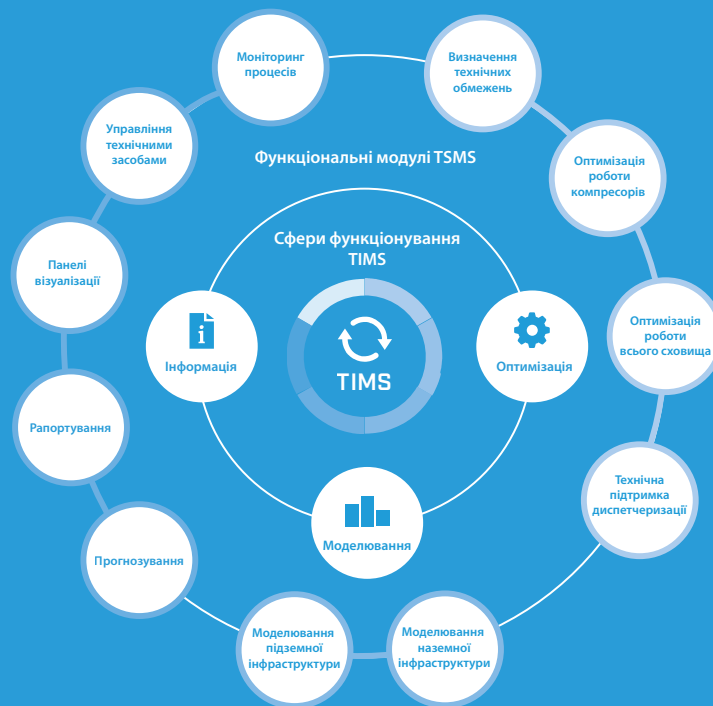 Моніторинг
процесів
Визначення
технічних
обмежень
Управління
технічними
засобами
Функціональні модулі TSMS
Оптимізація
роботи
компресорів
Сфери функціонування
TIMS
Панелі
візуалізації
Інформація
TIMS
Оптимізація
Оптимізація
роботи
всього сховища
Рапортування
Технічна
підтримка
диспетчеризації
Моделювання
Прогнозування
Моделювання
підземної
інфраструктури
Моделювання
наземної
інфраструктури